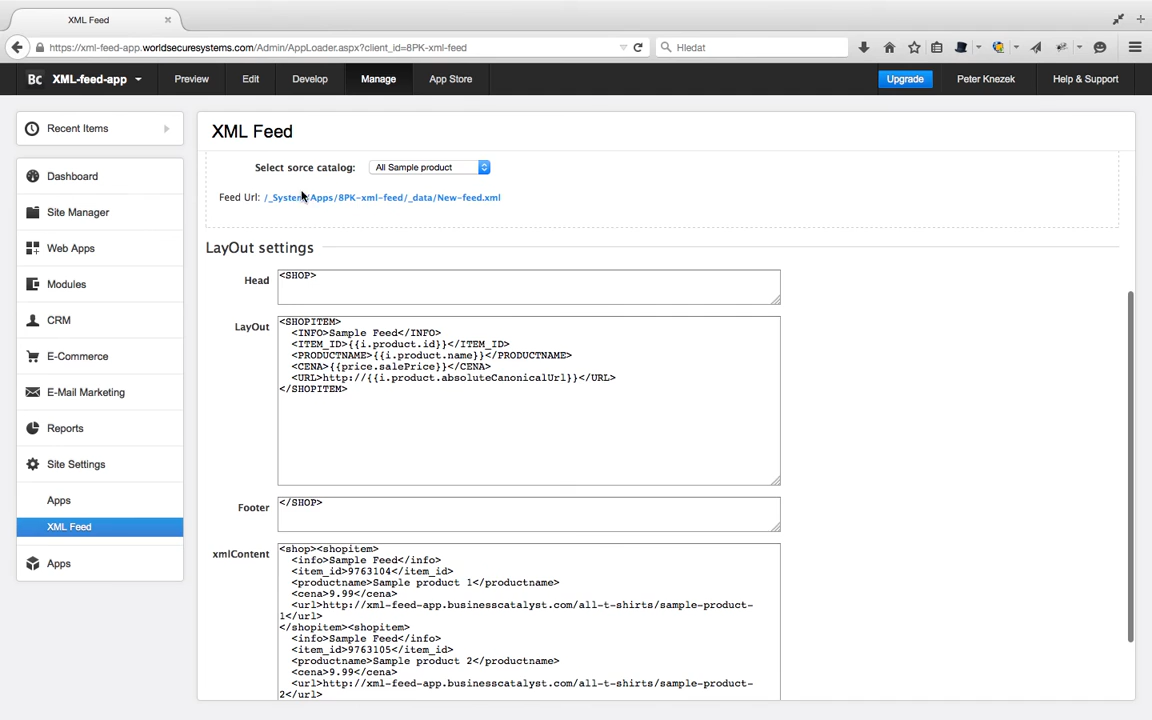 XML Feed
https://xml-feed-app.worldsecuresystems.com/Admin/AppLoader.aspx?client_id=8PK-xml-feed
Hledat
Bc XML-feed-app Preview Edit Develop Manage App Store Upgrade Peter Knezek Help & Support
Recent Items
Dashboard
Site Manager
Web Apps
Modules
CRM
E-Commerce
E-Mail Marketing
Reports
Site Settings
Apps
XML Feed
Apps
XML Feed
Select sorce catalog: All Sample product
Feed Url: /_System/Apps/8PK-xml-feed/_data/New-feed.xml
LayOut settings
Head
<SHOP>
LayOut
<SHOPITEM>
<INFO>Sample Feed</INFO>
<ITEM_ID>{{i.product.id}}</ITEM_ID>
<PRODUCTNAME>{{i.product.name}}</PRODUCTNAME>
<CENA>{{price.salePrice}}</CENA>
<URL>http://{{i.product.absoluteCanonicalUrl}}</URL>
</SHOPITEM>
Footer
</SHOP>
xmlContent
<shop><shopitem>
<info>Sample Feed</info>
<item_id>9763104</item_id>
<productname>Sample product 1</productname>
<cena>9.99</cena>
<url>http://xml-feed-app.businesscatalyst.com/all-t-shirts/sample-product-
1</url>
</shopitem><shopitem>
<info>Sample Feed</info>
<item_id>9763105</item_id>
<productname>Sample product 2</productname>
<cena>9.99</cena>
<url>http://xml-feed-app.businesscatalyst.com/all-t-shirts/sample-product-
2</url>